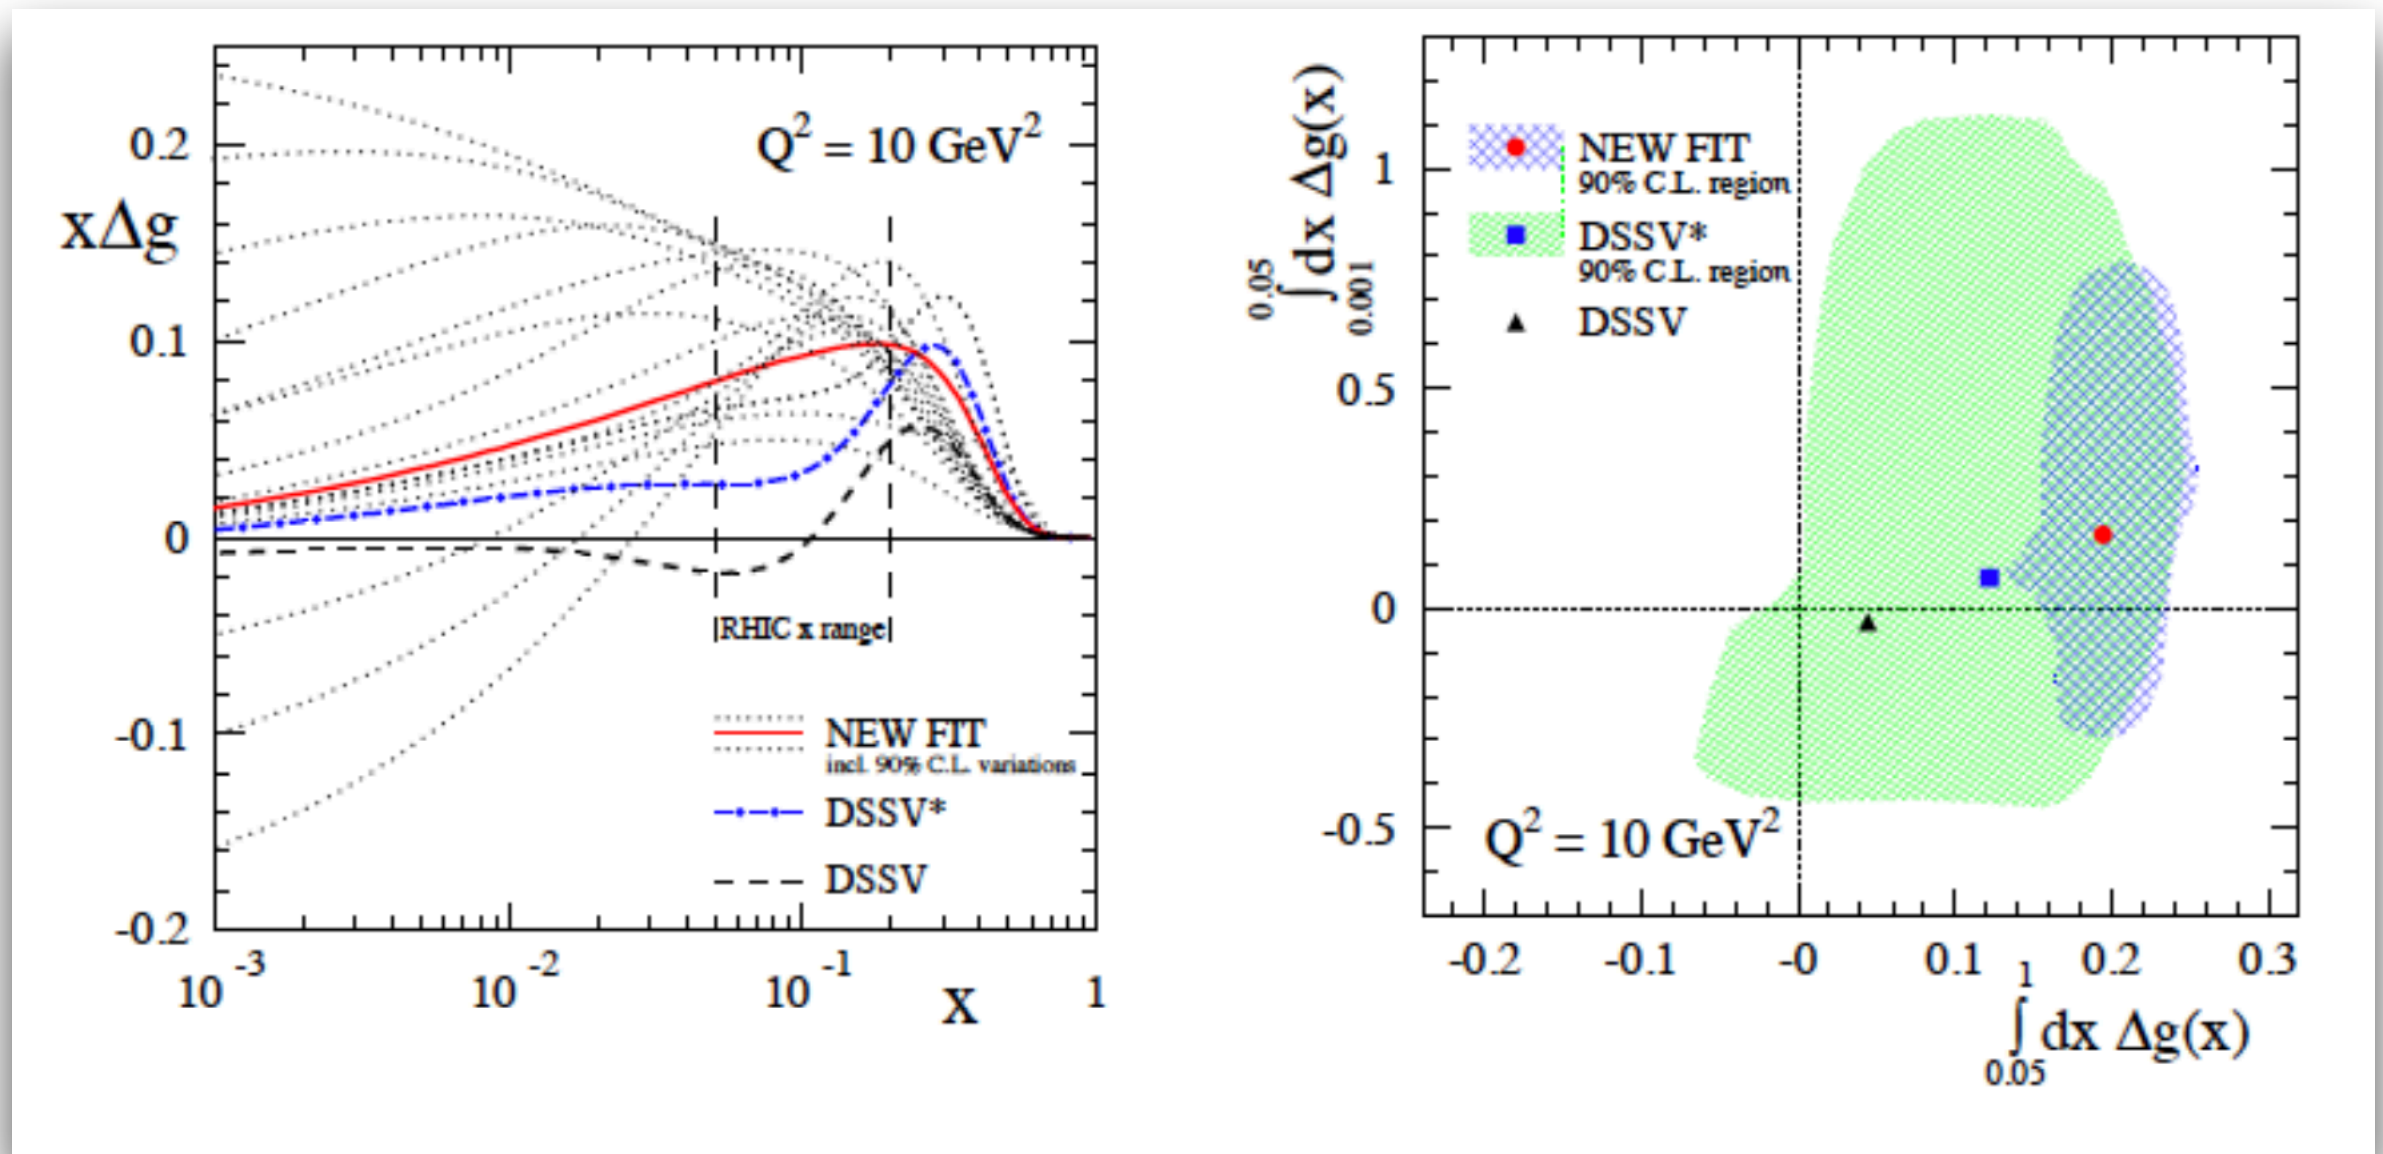 0.2
0.1
0
-0.1
-0.2
xΔg
Q² = 10 GeV²
RHIC x range
NEW FIT
incl. 90% C.L. variations
DSSV*
DSSV
10⁻³
10⁻²
10⁻¹
1
x
0.05
∫ dx Δg(x)
0.001
1
0.5
0
-0.5
NEW FIT
90% C.L. region
DSSV*
90% C.L. region
DSSV
Q² = 10 GeV²
-0.2
-0.1
-0
0.1
0.2
0.3
1
∫ dx Δg(x)
0.05